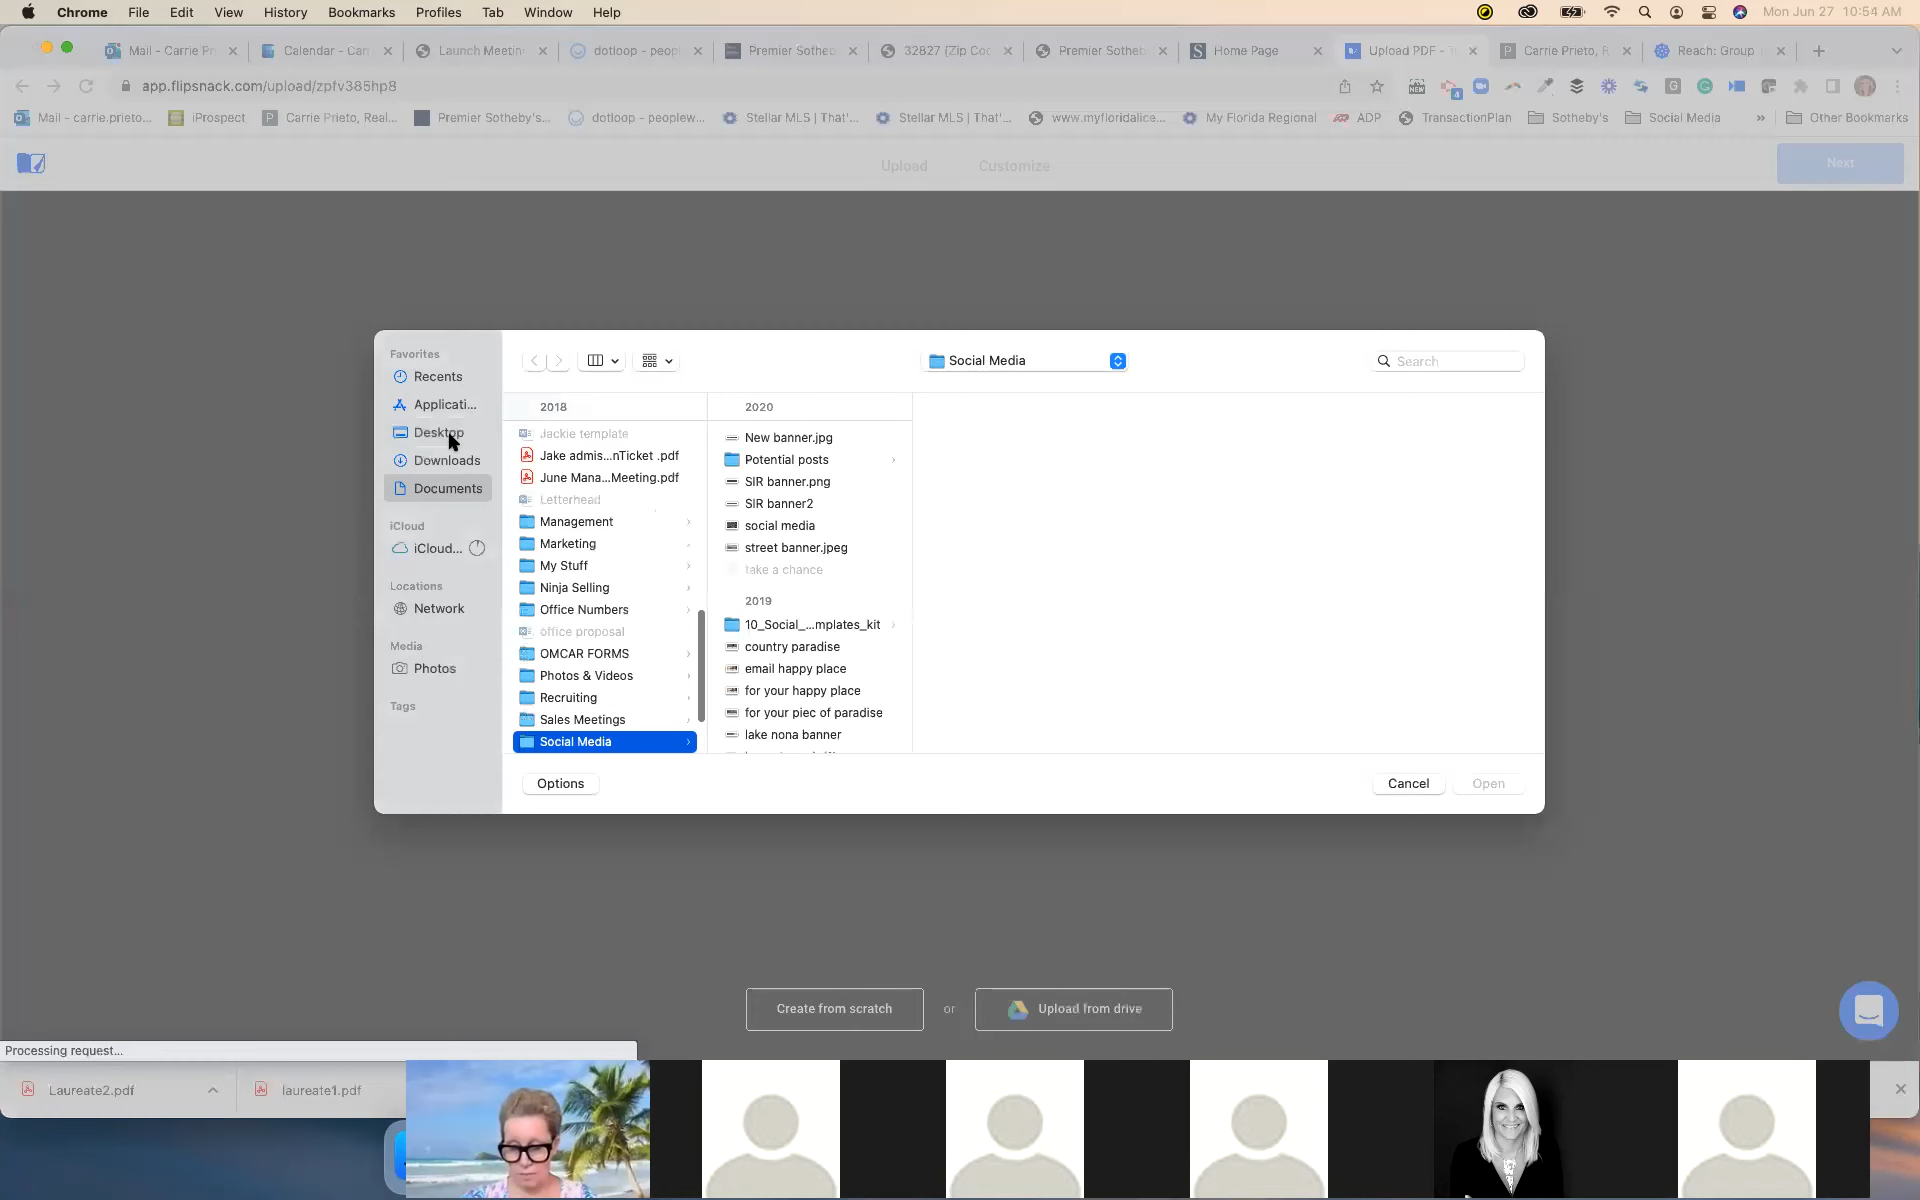 Chrome File Edit View History Bookmarks Profiles Tab Window Help Mon Jun 27 10:54 AM
Mail - Carrie Pr Calendar - Carr Launch Meetin dotloop - peopl Premier Sotheb 32827 (Zip Coc Premier Sotheb Home Page Upload PDF - Carrie Prieto, R Reach: Group
app.flipsnack.com/upload/zpfv385hp8
Mail - carrie.prieto... iProspect Carrie Prieto, Real... Premier Sotheby's... dotloop - peoplew... Stellar MLS | That'... Stellar MLS | That'... www.myfloridalice... My Florida Regional ADP TransactionPlan Sotheby's Social Media » Other Bookmarks
Upload Customize Next
Favorites
Recents
Applicati...
Desktop
Downloads
Documents
iCloud
iCloud...
Locations
Network
Media
Photos
Tags
Social Media
Search
2018
Jackie template
Jake admis...nTicket .pdf
June Mana...Meeting.pdf
Letterhead
Management
Marketing
My Stuff
Ninja Selling
Office Numbers
office proposal
OMCAR FORMS
Photos & Videos
Recruiting
Sales Meetings
Social Media
2020
New banner.jpg
Potential posts
SIR banner.png
SIR banner2
social media
street banner.jpeg
take a chance
2019
10_Social_...mplates_kit
country paradise
email happy place
for your happy place
for your piec of paradise
lake nona banner
Options Cancel Open
Create from scratch or Upload from drive
Processing request...
Laureate2.pdf laureate1.pdf